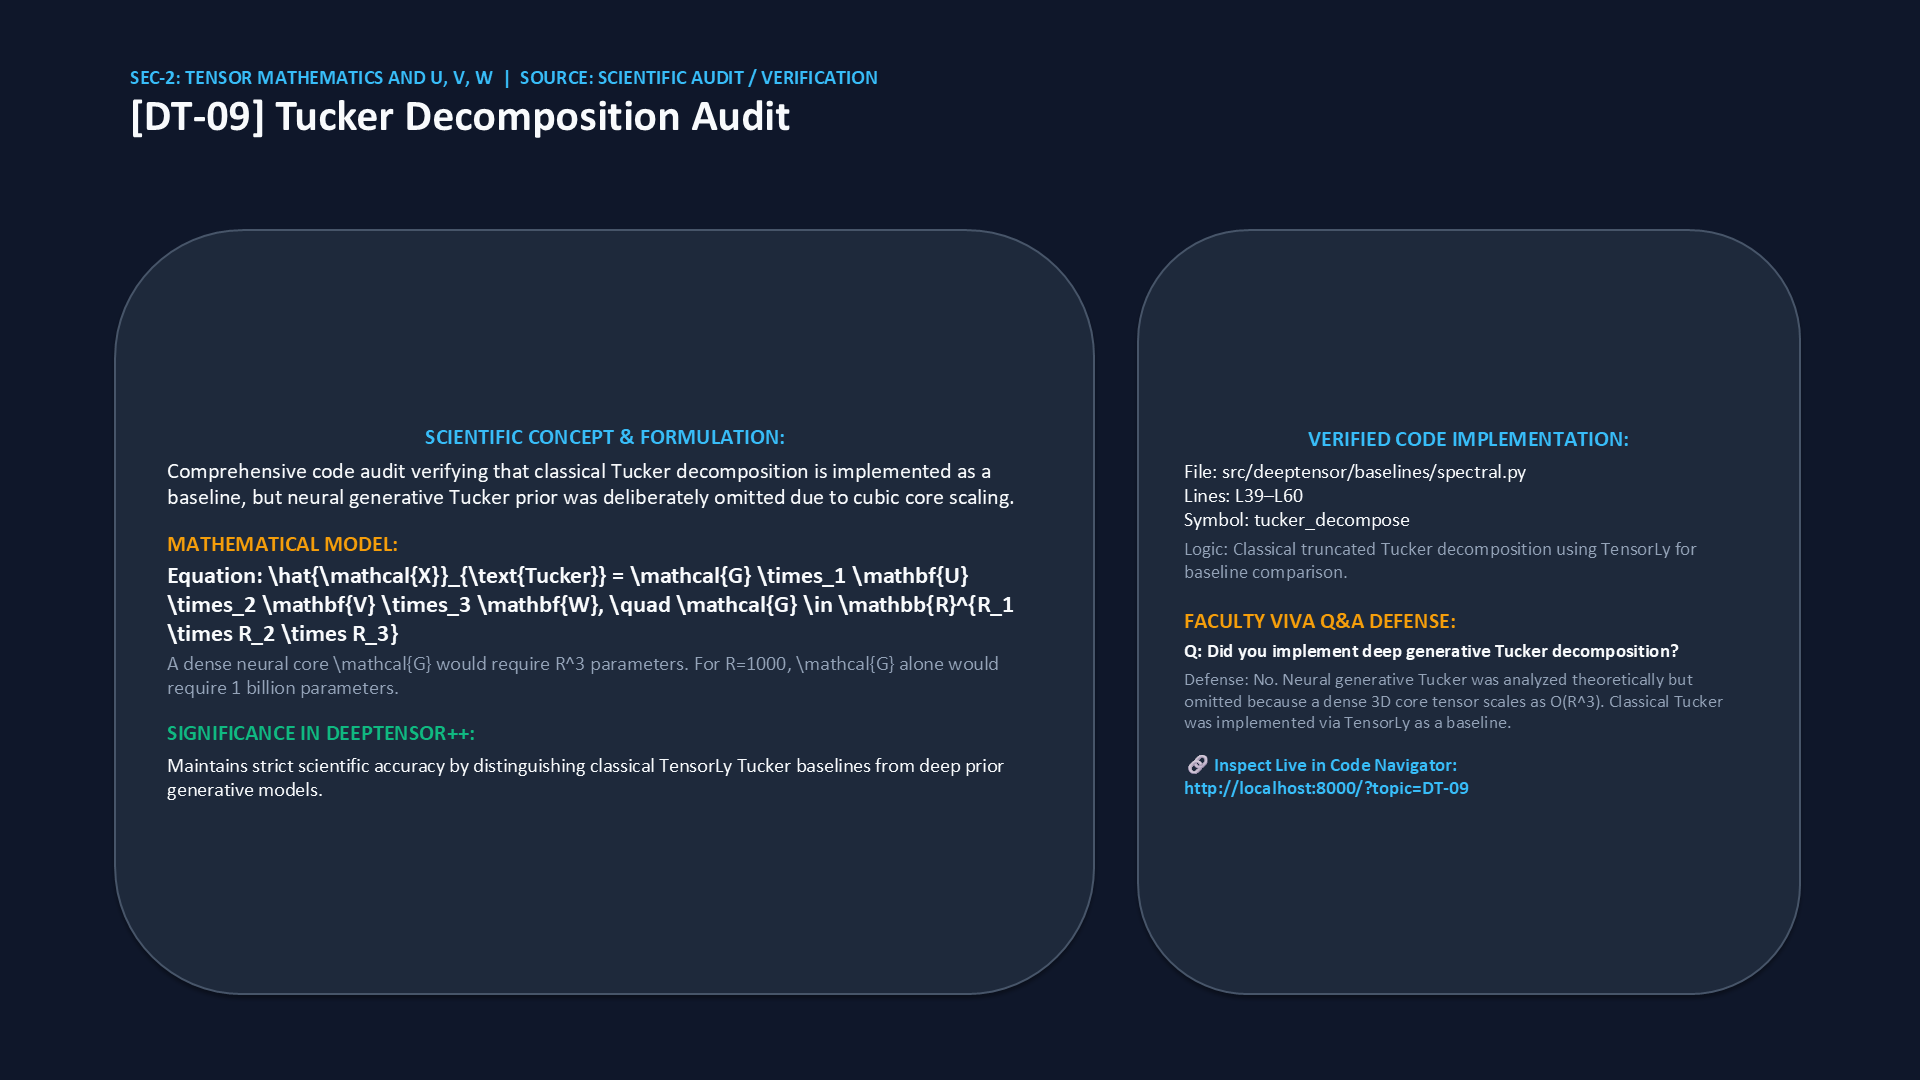 SEC-2: TENSOR MATHEMATICS AND U, V, W | SOURCE: SCIENTIFIC AUDIT / VERIFICATION
[DT-09] Tucker Decomposition Audit
SCIENTIFIC CONCEPT & FORMULATION:
Comprehensive code audit verifying that classical Tucker decomposition is implemented as a
baseline, but neural generative Tucker prior was deliberately omitted due to cubic core scaling.
MATHEMATICAL MODEL:
Equation: \hat{\mathcal{X}}_{\text{Tucker}} = \mathcal{G} \times_1 \mathbf{U}
\times_2 \mathbf{V} \times_3 \mathbf{W}, \quad \mathcal{G} \in \mathbb{R}^{R_1
\times R_2 \times R_3}
A dense neural core \mathcal{G} would require R^3 parameters. For R=1000, \mathcal{G} alone would
require 1 billion parameters.
SIGNIFICANCE IN DEEPTENSOR++:
Maintains strict scientific accuracy by distinguishing classical TensorLy Tucker baselines from deep prior
generative models.
VERIFIED CODE IMPLEMENTATION:
File: src/deeptensor/baselines/spectral.py
Lines: L39–L60
Symbol: tucker_decompose
Logic: Classical truncated Tucker decomposition using TensorLy for
baseline comparison.
FACULTY VIVA Q&A DEFENSE:
Q: Did you implement deep generative Tucker decomposition?
Defense: No. Neural generative Tucker was analyzed theoretically but
omitted because a dense 3D core tensor scales as O(R^3). Classical Tucker
was implemented via TensorLy as a baseline.
🔗 Inspect Live in Code Navigator:
http://localhost:8000/?topic=DT-09